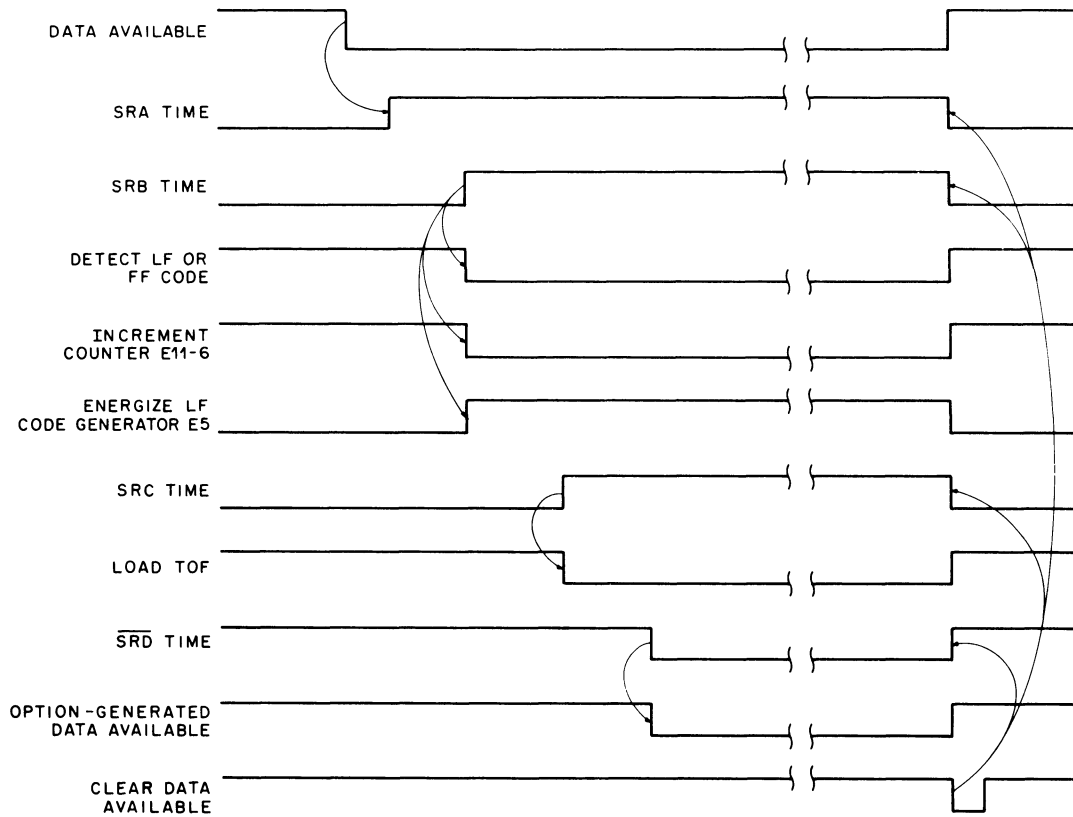 DATA AVAILABLE
SRA TIME
SRB TIME
DETECT LF OR
FF CODE
INCREMENT
COUNTER E11-6
ENERGIZE LF
CODE GENERATOR E5
SRC TIME
LOAD TOF
S̅R̅D̅ TIME
OPTION-GENERATED
DATA AVAILABLE
CLEAR DATA
AVAILABLE